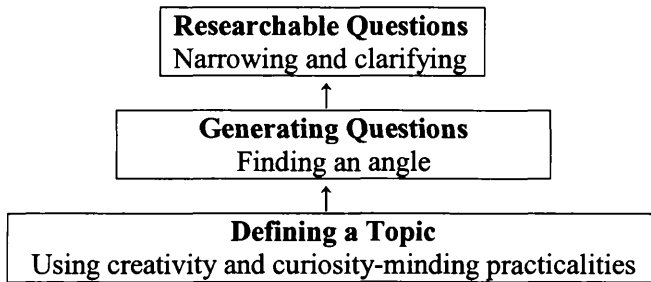 Researchable Questions
Narrowing and clarifying
↑
Generating Questions
Finding an angle
↑
Defining a Topic
Using creativity and curiosity-minding practicalities